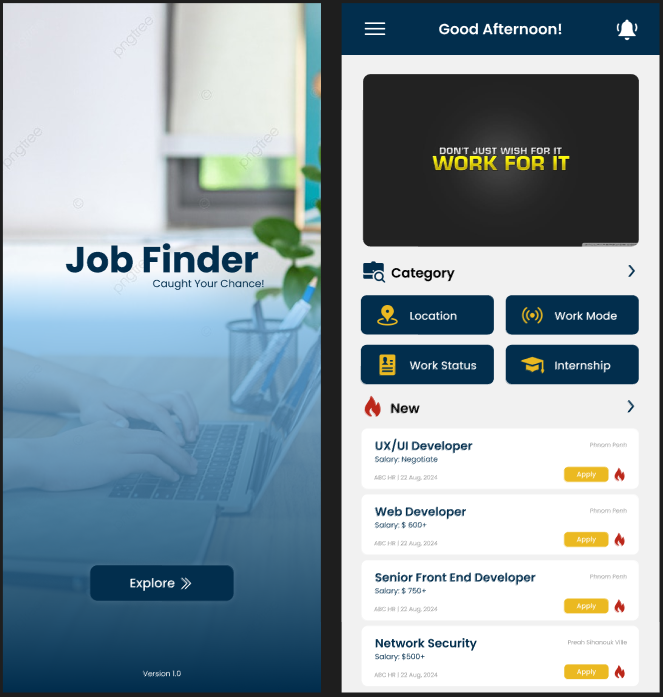 pngtree
pngtree
pngtree
Job Finder
Caught Your Chance!
pngtree
Explore
Version 1.0
Good Afternoon!
DON'T JUST WISH FOR IT
WORK FOR IT
Category
Location
Work Mode
Work Status
Internship
New
UX/UI Developer
Phnom Penh
Salary: Negotiate
ABC HR | 22 Aug, 2024
Apply
Web Developer
Phnom Penh
Salary: $ 600+
ABC HR | 22 Aug, 2024
Apply
Senior Front End Developer
Phnom Penh
Salary: $ 750+
ABC HR | 22 Aug, 2024
Apply
Network Security
Preah Sihanouk Ville
Salary: $500+
ABC HR | 22 Aug, 2024
Apply